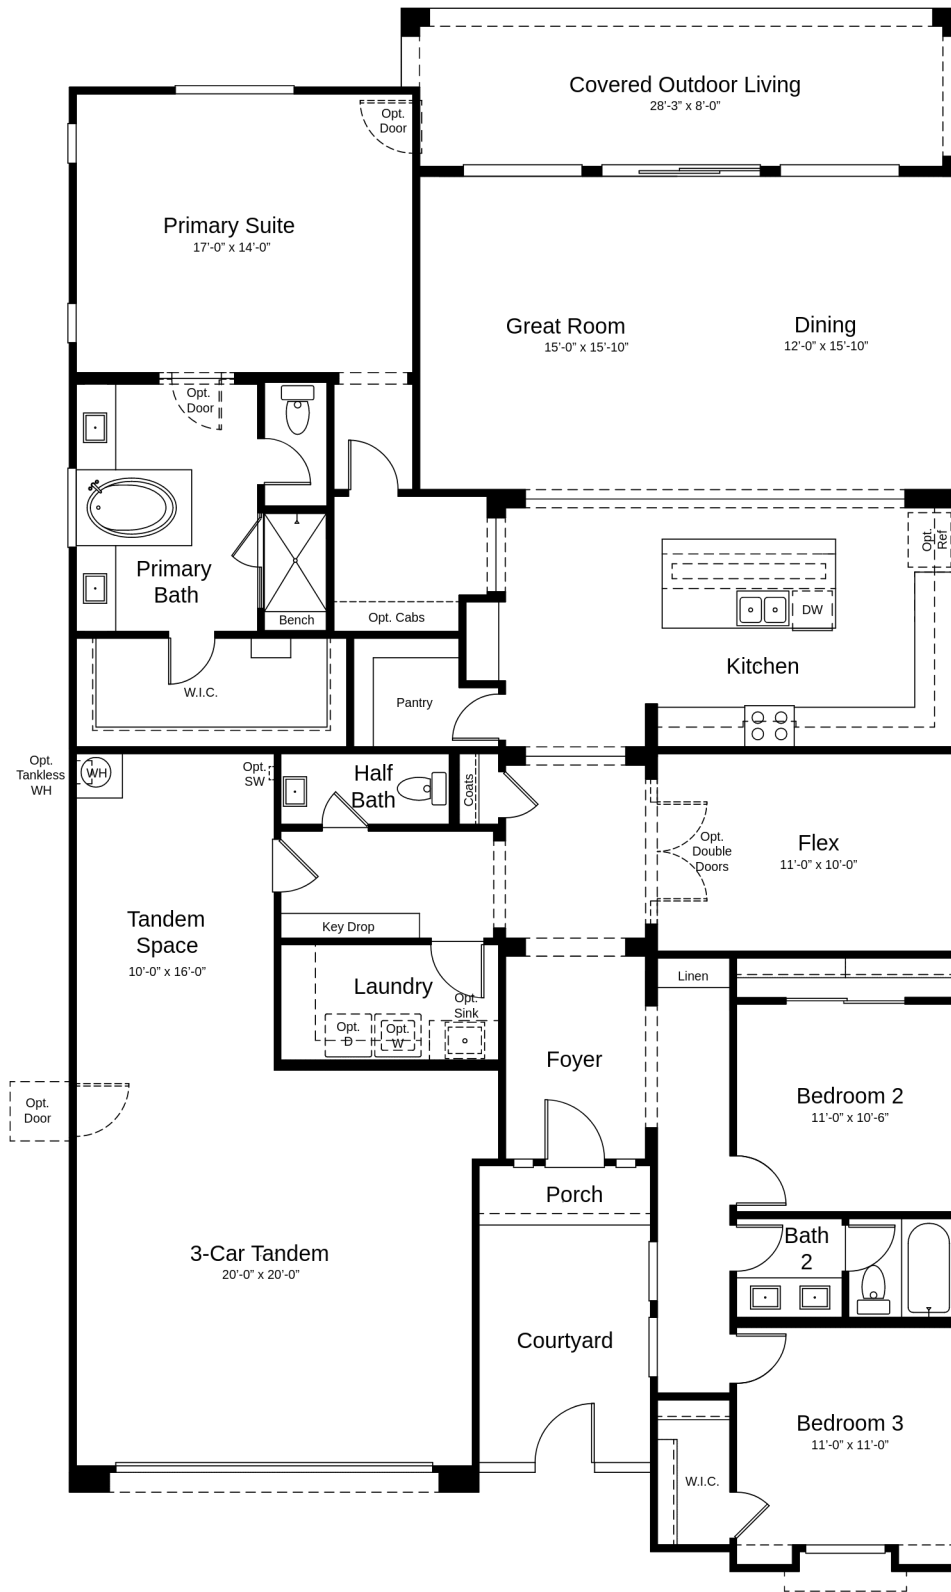 Covered Outdoor Living
28’-3” x 8’-0”
Opt.
Door
Primary Suite
17’-0” x 14’-0”
Great Room
15’-0” x 15’-10”
Dining
12’-0” x 15’-10”
Opt.
Door
Opt.
Ref
Primary
Bath
Bench
Opt. Cabs
DW
Kitchen
W.I.C.
Pantry
Opt.
Tankless
WH
WH
Opt.
SW
Half
Bath
Coats
Opt.
Double
Doors
Flex
11’-0” x 10’-0”
Tandem
Space
10’-0” x 16’-0”
Key Drop
Laundry
Opt.
Sink
Opt.
D
Opt.
W
Linen
Foyer
Bedroom 2
11’-0” x 10’-6”
Opt.
Door
Porch
Bath
2
3-Car Tandem
20’-0” x 20’-0”
Courtyard
Bedroom 3
11’-0” x 11’-0”
W.I.C.